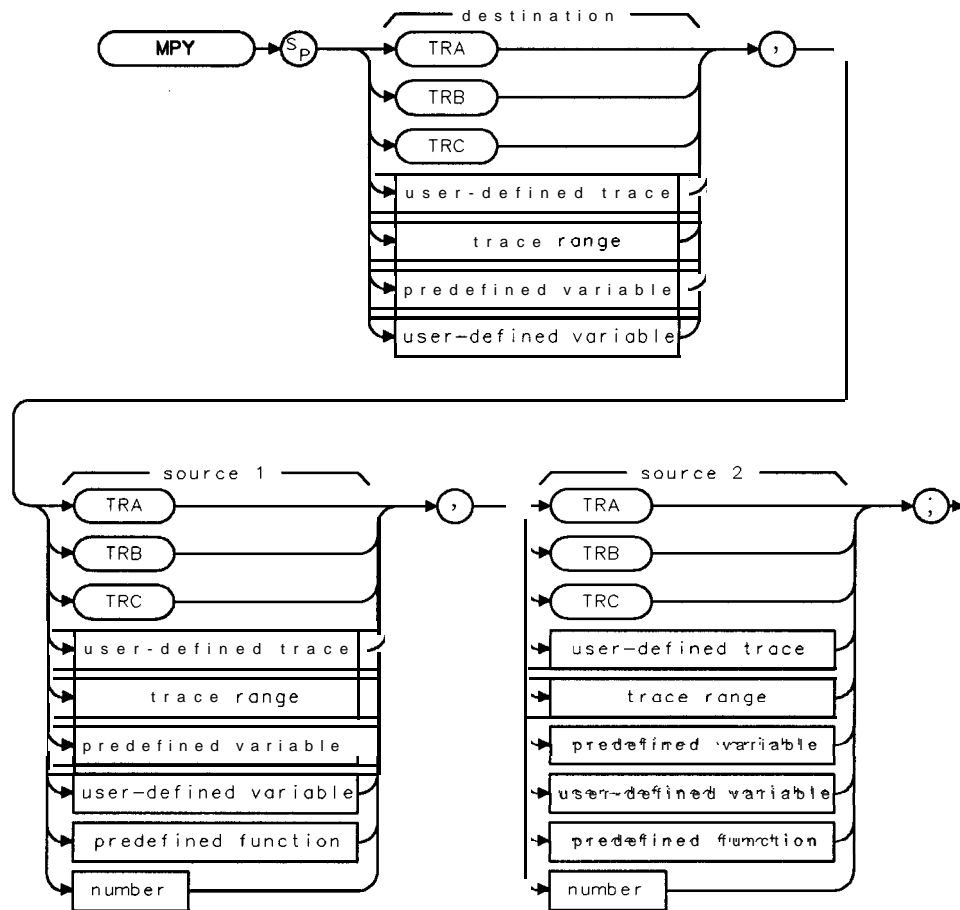 destination
MPY SP TRA ,
TRB
TRC
user-defined trace
trace range
predefined variable
user-defined variable
source 1
TRA ,
TRB
TRC
user-defined trace
trace range
predefined variable
user-defined variable
predefined function
number
source 2
TRA ;
TRB
TRC
user-defined trace
trace range
predefined variable
user-defined variable
predefined function
number